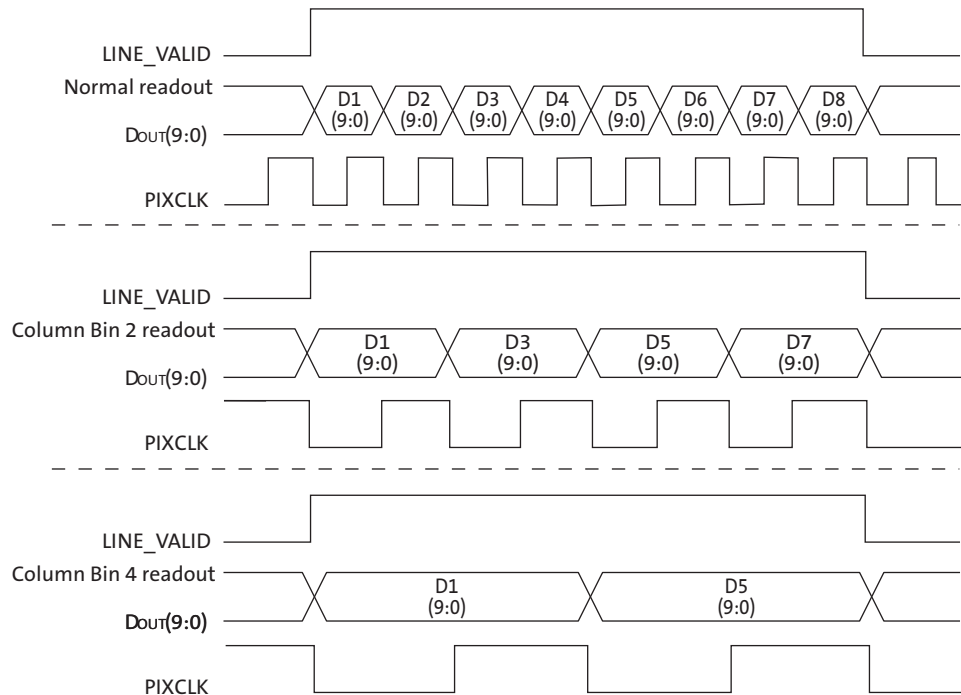 LINE_VALID
Normal readout
D1 D2 D3 D4 D5 D6 D7 D8
(9:0) (9:0) (9:0) (9:0) (9:0) (9:0) (9:0) (9:0)
DOUT(9:0)
PIXCLK
LINE_VALID
Column Bin 2 readout
D1 D3 D5 D7
(9:0) (9:0) (9:0) (9:0)
DOUT(9:0)
PIXCLK
LINE_VALID
Column Bin 4 readout
D1 D5
(9:0) (9:0)
DOUT(9:0)
PIXCLK